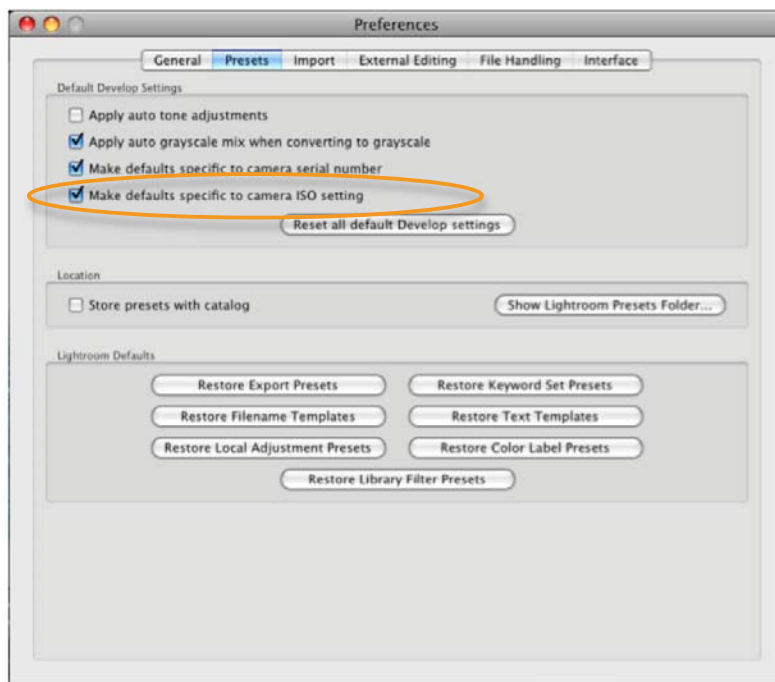 Preferences
General Presets Import External Editing File Handling Interface
Default Develop Settings
Apply auto tone adjustments
Apply auto grayscale mix when converting to grayscale
Make defaults specific to camera serial number
Make defaults specific to camera ISO setting
Reset all default Develop settings
Location
Store presets with catalog Show Lightroom Presets Folder...
Lightroom Defaults
Restore Export Presets Restore Keyword Set Presets
Restore Filename Templates Restore Text Templates
Restore Local Adjustment Presets Restore Color Label Presets
Restore Library Filter Presets